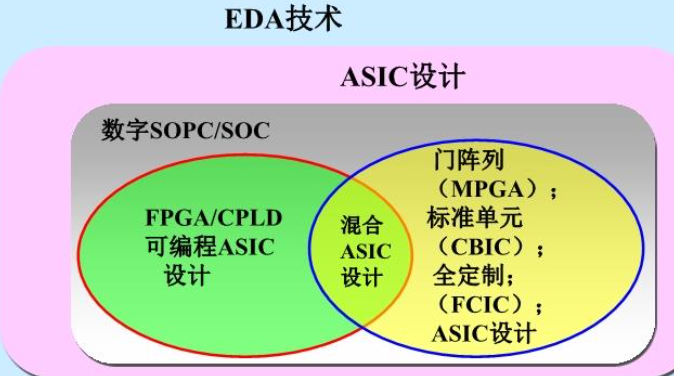 EDA技术
ASIC设计
数字SOPC/SOC
FPGA/CPLD
可编程ASIC
设计
混合
ASIC
设计
门阵列
（MPGA）；
标准单元
（CBIC）；
全定制；
（FCIC）；
ASIC设计